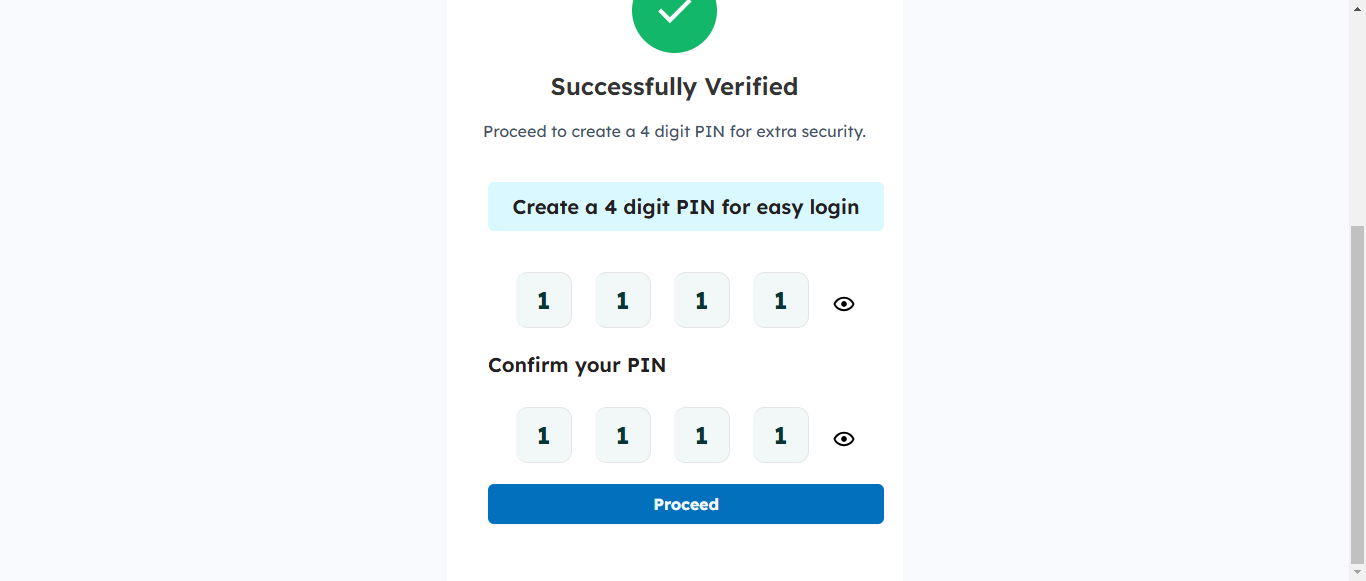 Successfully Verified
Proceed to create a 4 digit PIN for extra security.
Create a 4 digit PIN for easy login
1 1 1 1
Confirm your PIN
1 1 1 1
Proceed